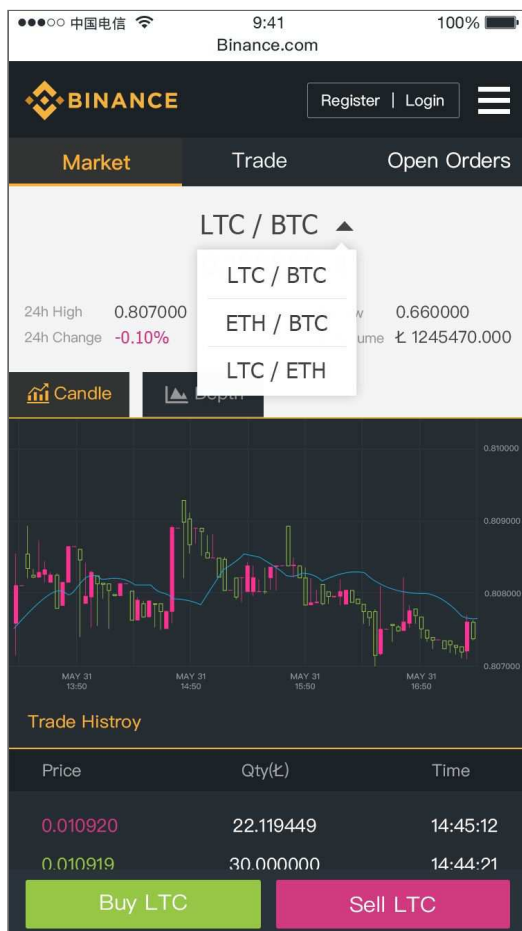 中国电信 9:41 100%
Binance.com
BINANCE Register | Login
Market Trade Open Orders
LTC / BTC
LTC / BTC
ETH / BTC
LTC / ETH
24h High 0.807000 0.660000
24h Change -0.10% Ł 1245470.000
Candle Depth
0.810000
0.809000
0.808000
0.807000
MAY 31 MAY 31 MAY 31 MAY 31
13:50 14:50 15:50 16:50
Trade Histroy
Price Qty(Ł) Time
0.010920 22.119449 14:45:12
0.010919 30.000000 14:44:21
Buy LTC Sell LTC